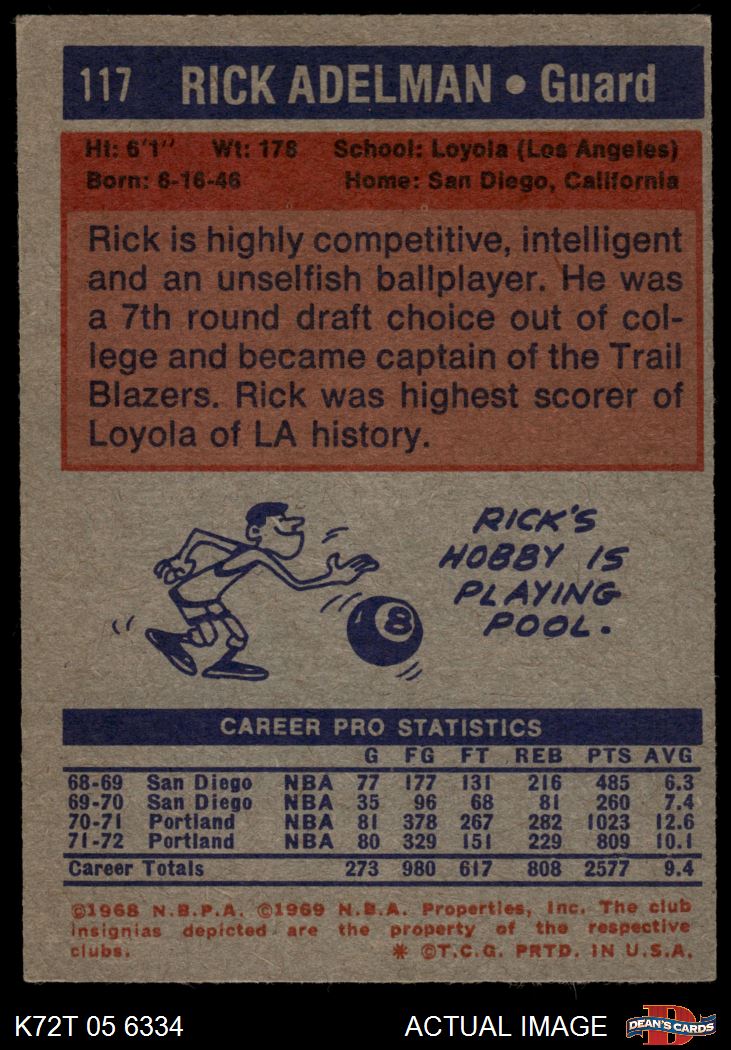 117 RICK ADELMAN • Guard
Ht: 6'1" Wt: 178 School: Loyola (Los Angeles)
Born: 6-16-46 Home: San Diego, California
Rick is highly competitive, intelligent
and an unselfish ballplayer. He was
a 7th round draft choice out of col-
lege and became captain of the Trail
Blazers. Rick was highest scorer of
Loyola of LA history.
RICK'S
HOBBY IS
PLAYING
POOL.
8
CAREER PRO STATISTICS
G FG FT REB PTS AVG
68-69 San Diego NBA 77 177 131 216 485 6.3
69-70 San Diego NBA 35 96 68 81 260 7.4
70-71 Portland NBA 81 378 267 282 1023 12.6
71-72 Portland NBA 80 329 151 229 809 10.1
Career Totals 273 980 617 808 2577 9.4
©1968 N.B.P.A. ©1969 N.B.A. Properties, Inc. The club
insignias depicted are the property of the respective
clubs. * ©T.C.G. PRTD. IN U.S.A.
K72T 05 6334 ACTUAL IMAGE D DEAN'S CARDS